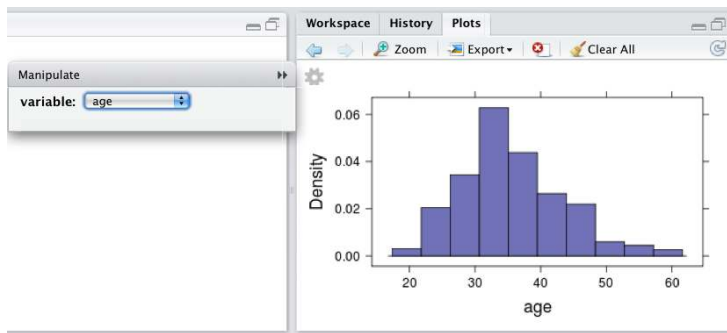 Workspace History Plots
Zoom Export Clear All
Manipulate
variable: age
0.06
0.04
0.02
0.00
Density
20 30 40 50 60
age